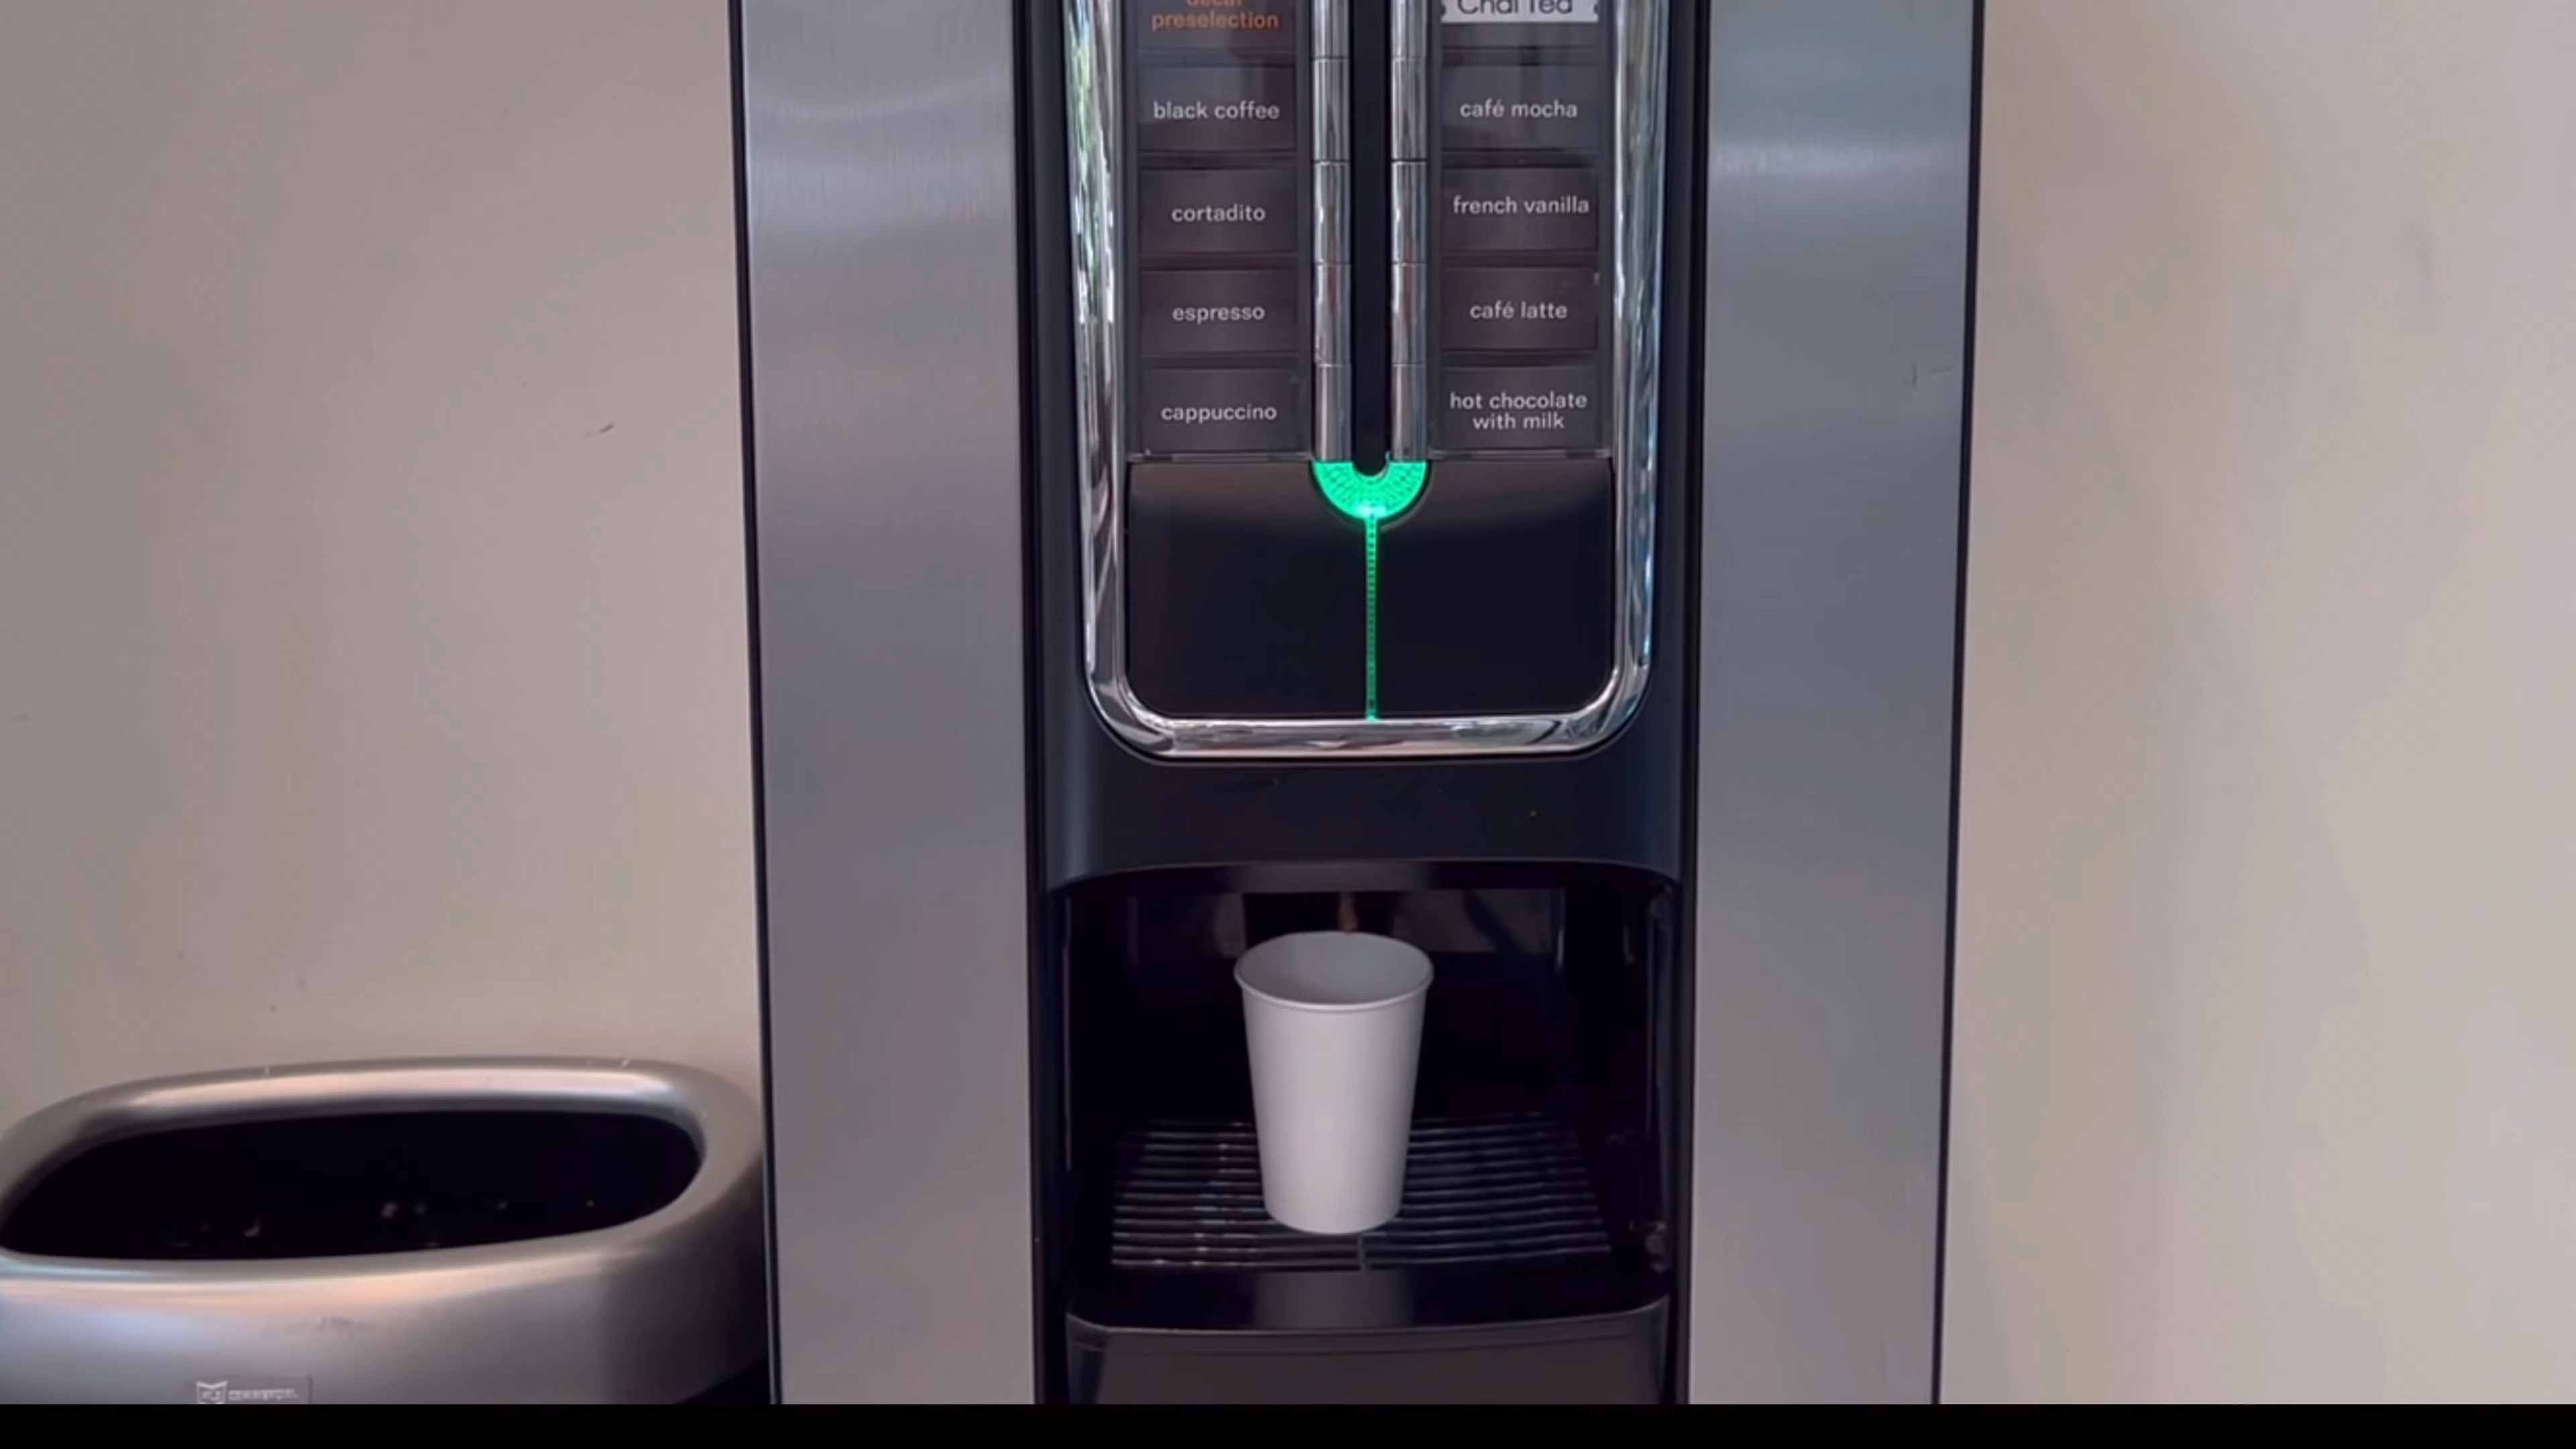 decaf
preselection
Chai Tea
black coffee
café mocha
cortadito
french vanilla
espresso
café latte
cappuccino
hot chocolate
with milk